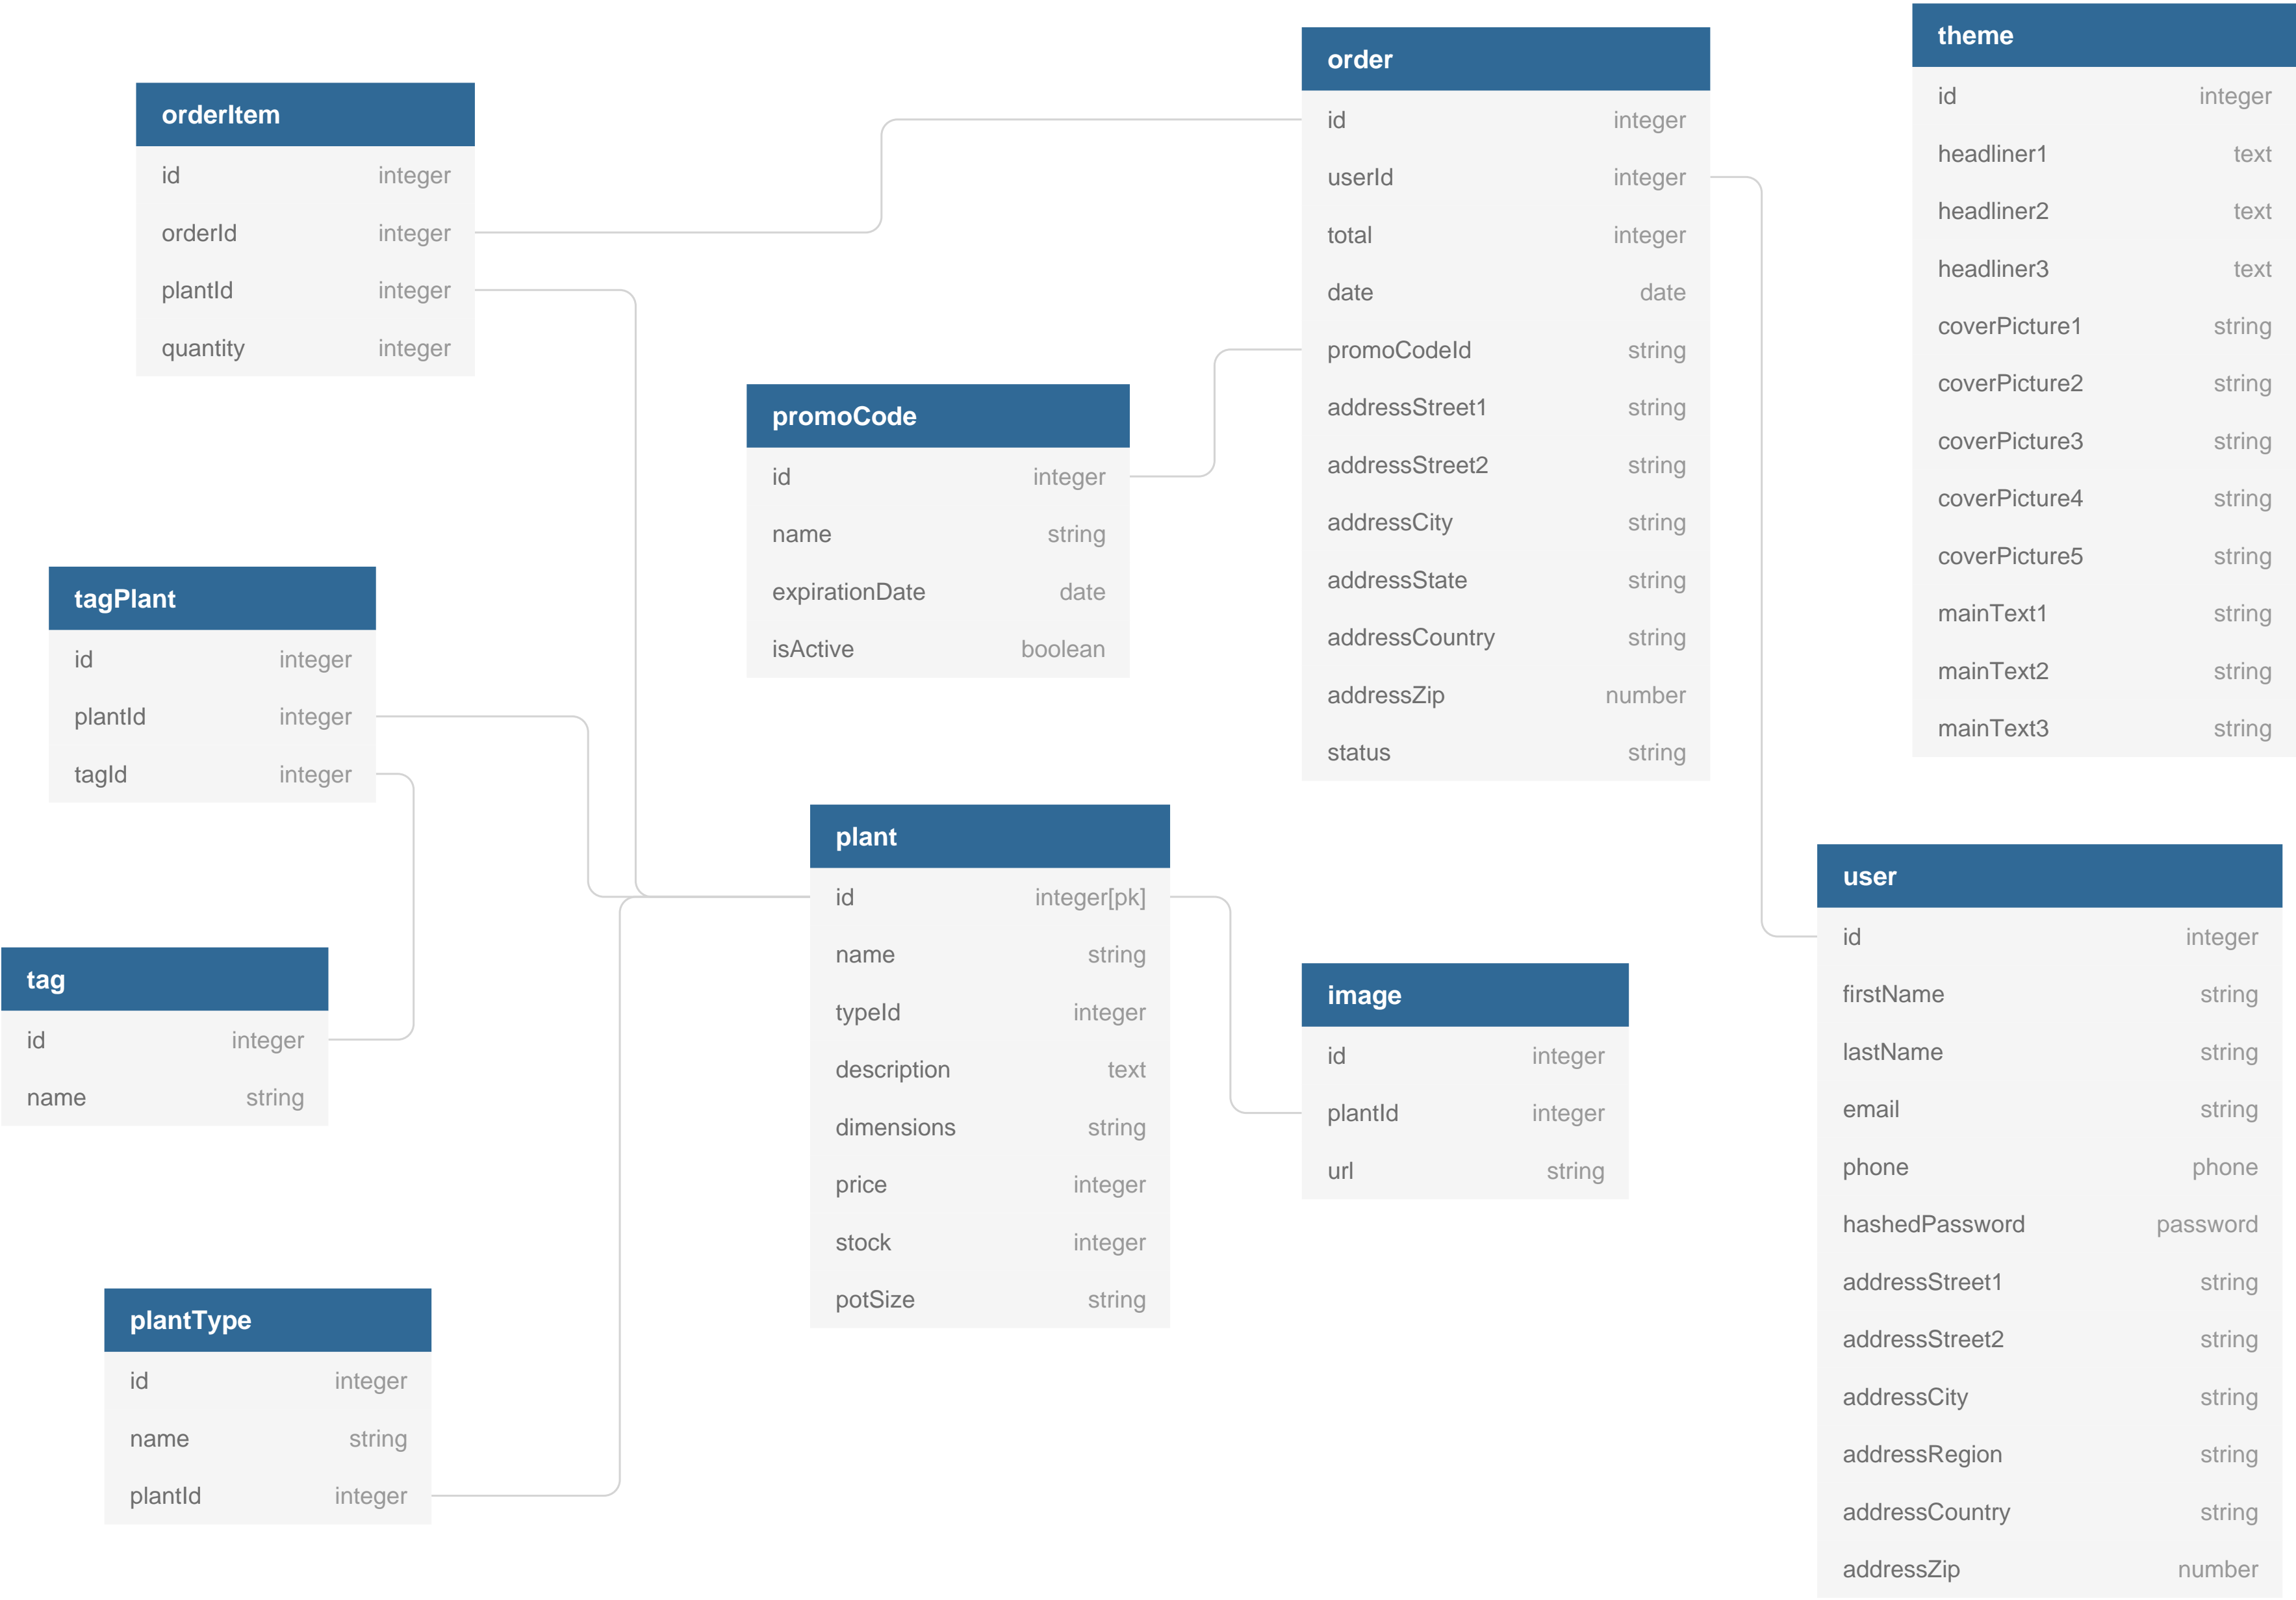 orderItem
id integer
orderId integer
plantId integer
quantity integer
order
id integer
userId integer
total integer
date date
promoCodeId string
addressStreet1 string
addressStreet2 string
addressCity string
addressState string
addressCountry string
addressZip number
status string
theme
id integer
headliner1 text
headliner2 text
headliner3 text
coverPicture1 string
coverPicture2 string
coverPicture3 string
coverPicture4 string
coverPicture5 string
mainText1 string
mainText2 string
mainText3 string
promoCode
id integer
name string
expirationDate date
isActive boolean
tagPlant
id integer
plantId integer
tagId integer
plant
id integer[pk]
name string
typeId integer
description text
dimensions string
price integer
stock integer
potSize string
user
id integer
firstName string
lastName string
email string
phone phone
hashedPassword password
addressStreet1 string
addressStreet2 string
addressCity string
addressRegion string
addressCountry string
addressZip number
tag
id integer
name string
image
id integer
plantId integer
url string
plantType
id integer
name string
plantId integer